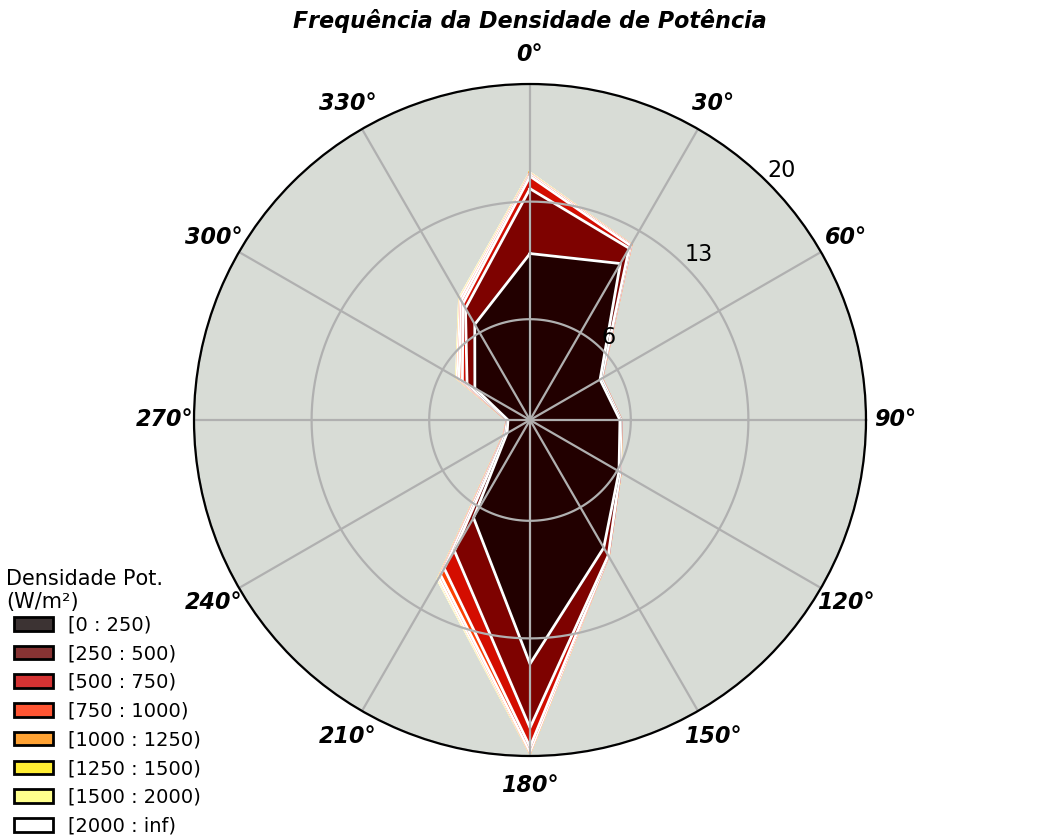 Frequência da Densidade de Potência
0°
330°
30°
20
300°
60°
13
6
270°
90°
240°
120°
210°
150°
180°
Densidade Pot.
(W/m²)
[0 : 250)
[250 : 500)
[500 : 750)
[750 : 1000)
[1000 : 1250)
[1250 : 1500)
[1500 : 2000)
[2000 : inf)